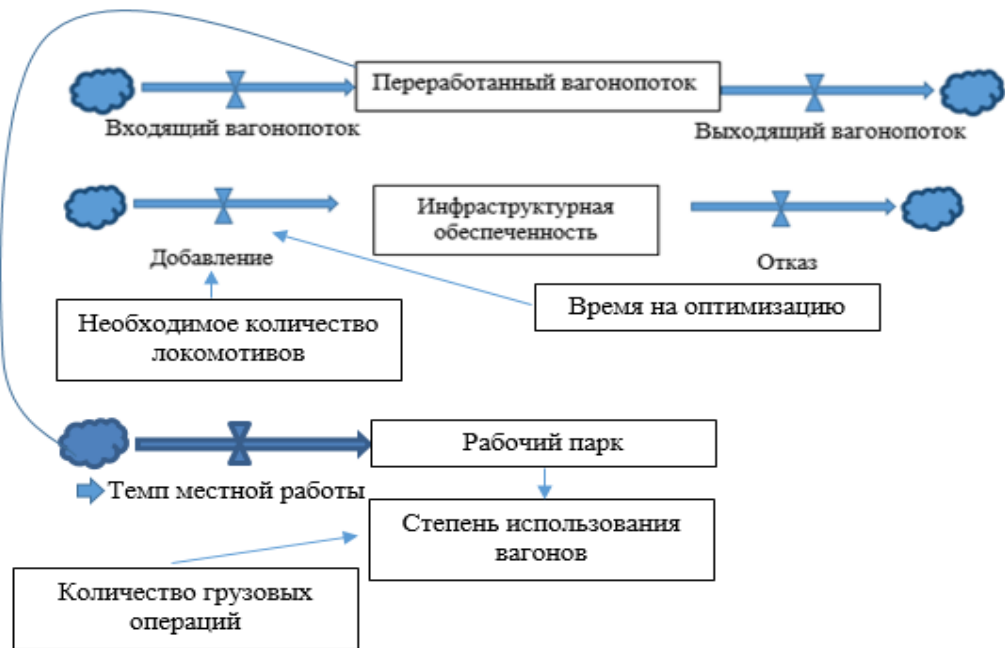 Переработанный вагонопоток
Входящий вагонопоток
Выходящий вагонопоток
Инфраструктурная
обеспеченность
Добавление
Отказ
Время на оптимизацию
Необходимое количество
локомотивов
Рабочий парк
Темп местной работы
Степень использования
вагонов
Количество грузовых
операций